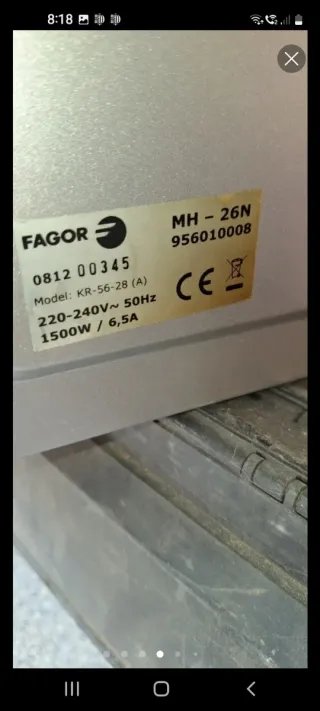 8:18
FAGOR
MH – 26N
956010008
0812 00345
Model: KR-56-28 (A)
220-240V~ 50Hz
1500W / 6,5A
CE